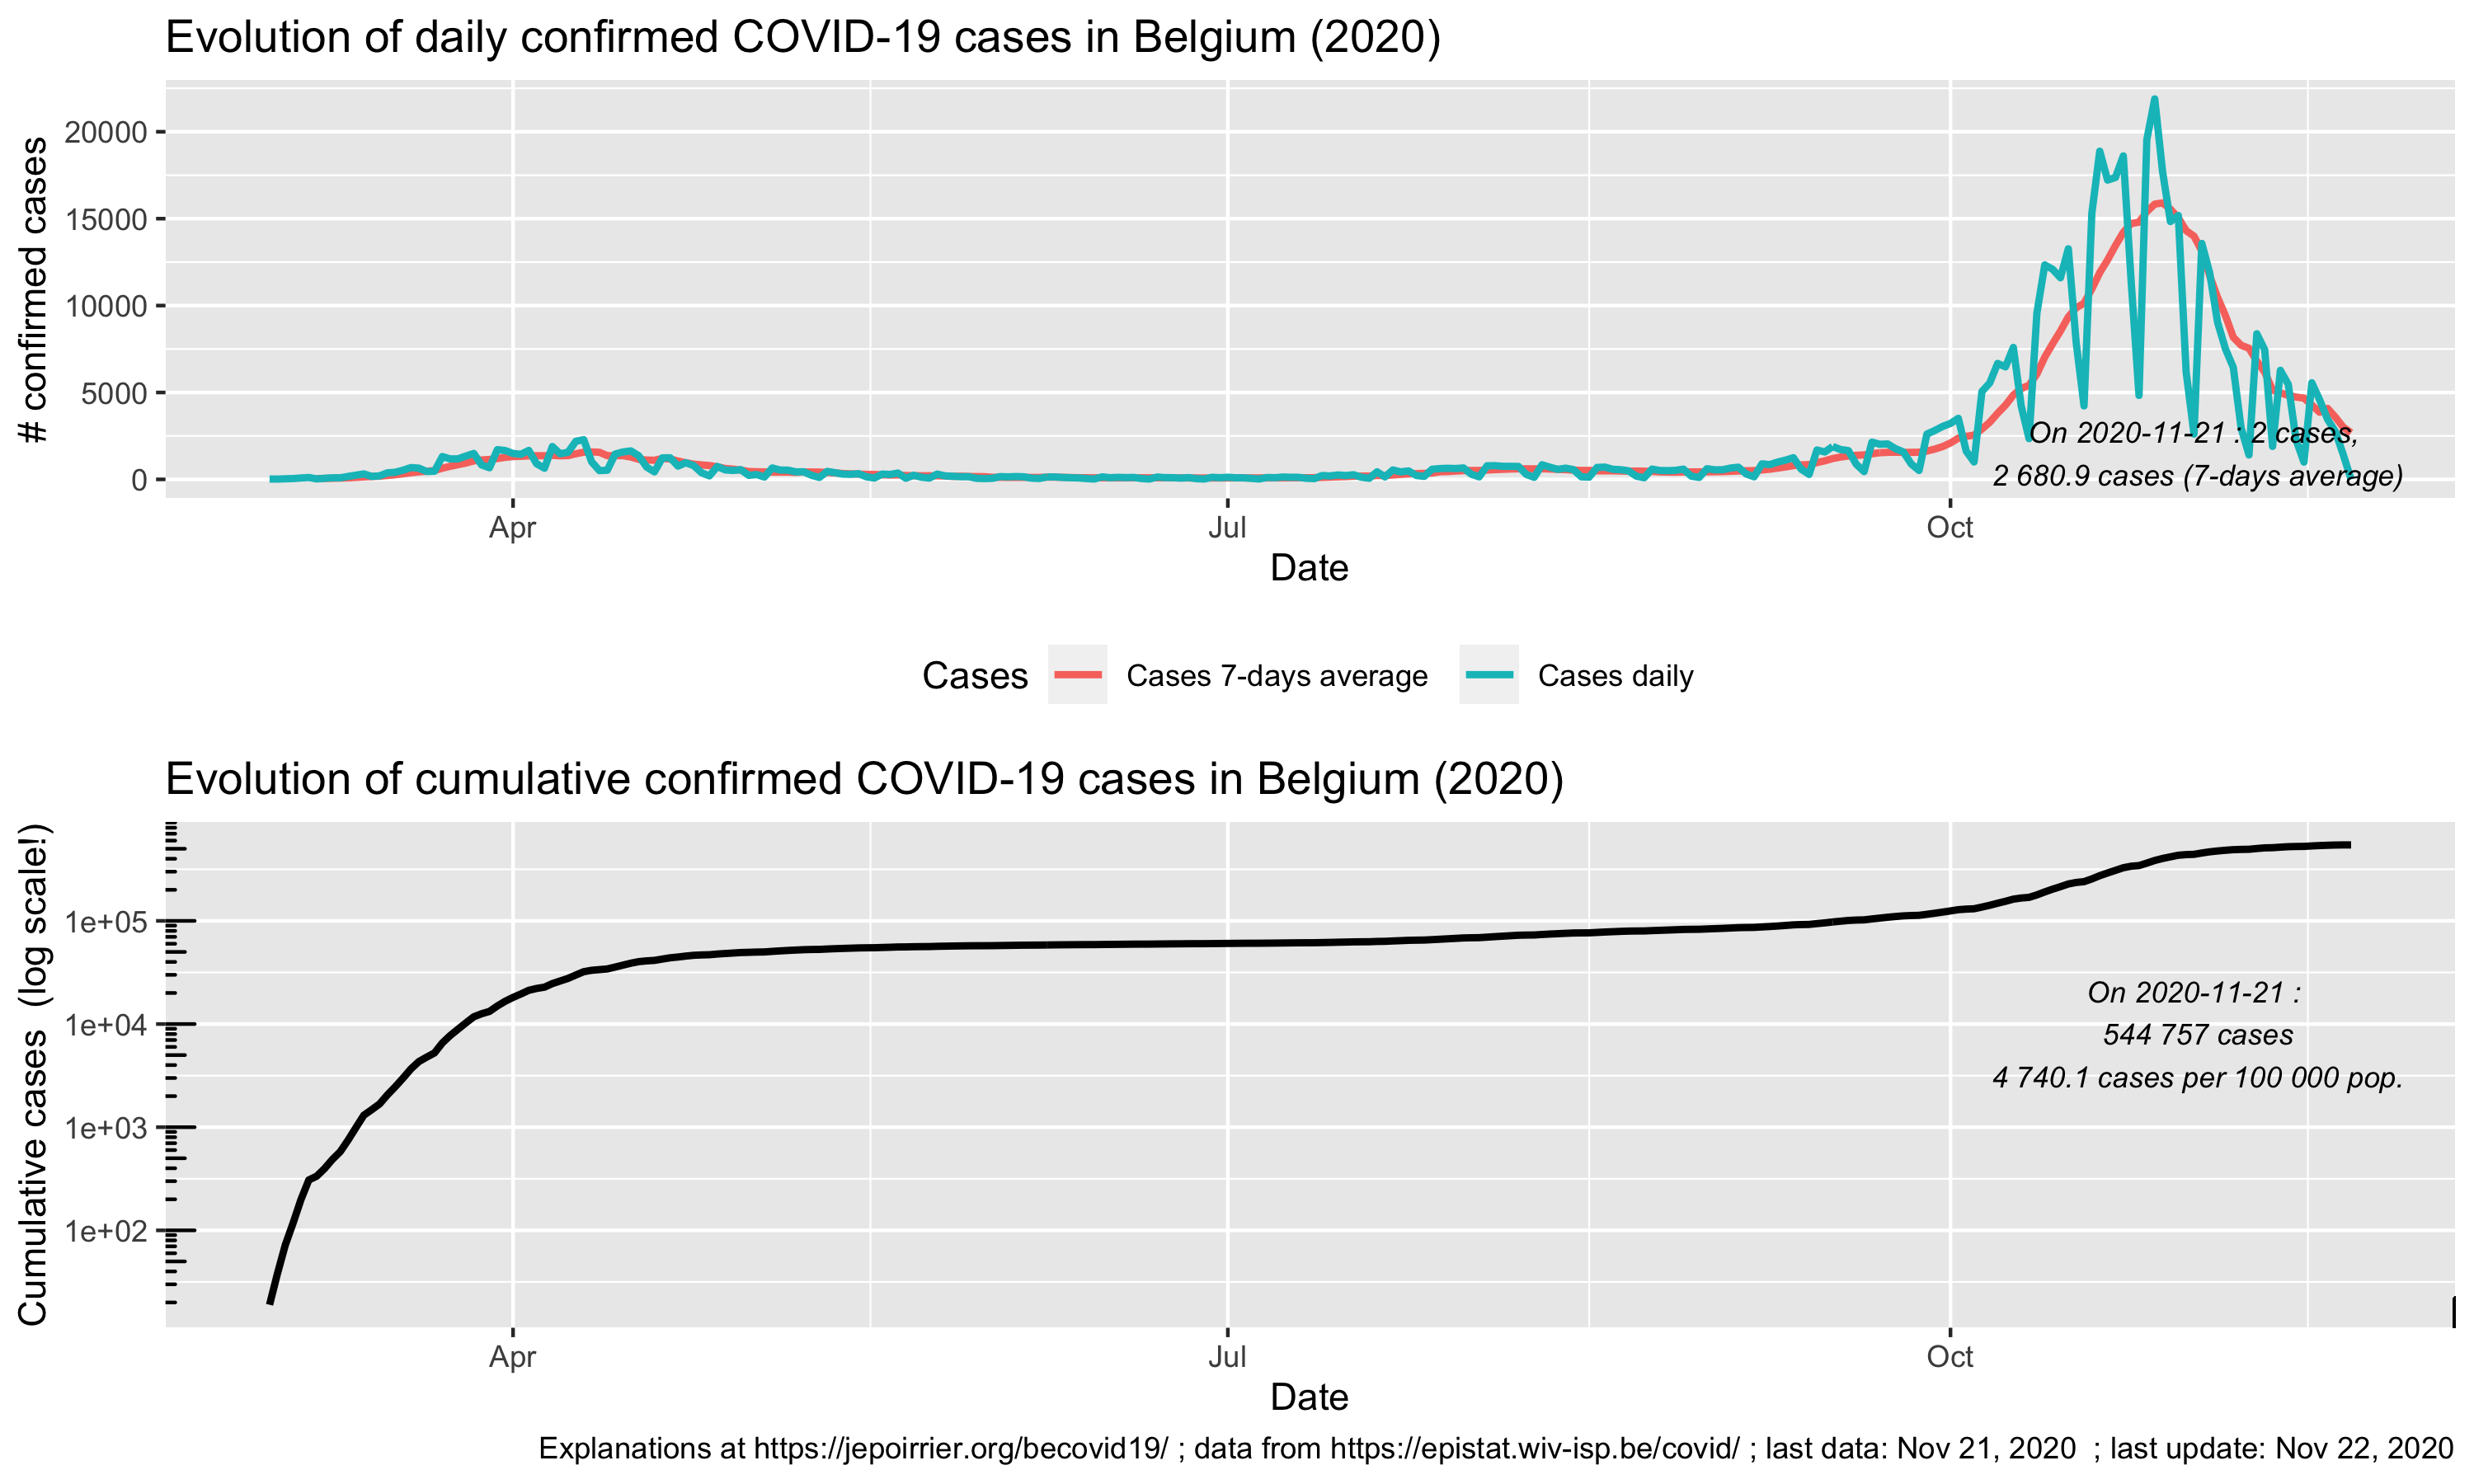 Evolution of daily confirmed COVID-19 cases in Belgium (2020)
# confirmed cases
20000
15000
10000
5000
0
On 2020-11-21 : 2 cases,
2 680.9 cases (7-days average)
Apr
Jul
Oct
Date
Cases
Cases 7-days average
Cases daily
Evolution of cumulative confirmed COVID-19 cases in Belgium (2020)
Cumulative cases (log scale!)
1e+05
1e+04
1e+03
1e+02
On 2020-11-21 :
544 757 cases
4 740.1 cases per 100 000 pop.
Apr
Jul
Oct
Date
Explanations at https://jepoirrier.org/becovid19/ ; data from https://epistat.wiv-isp.be/covid/ ; last data: Nov 21, 2020 ; last update: Nov 22, 2020